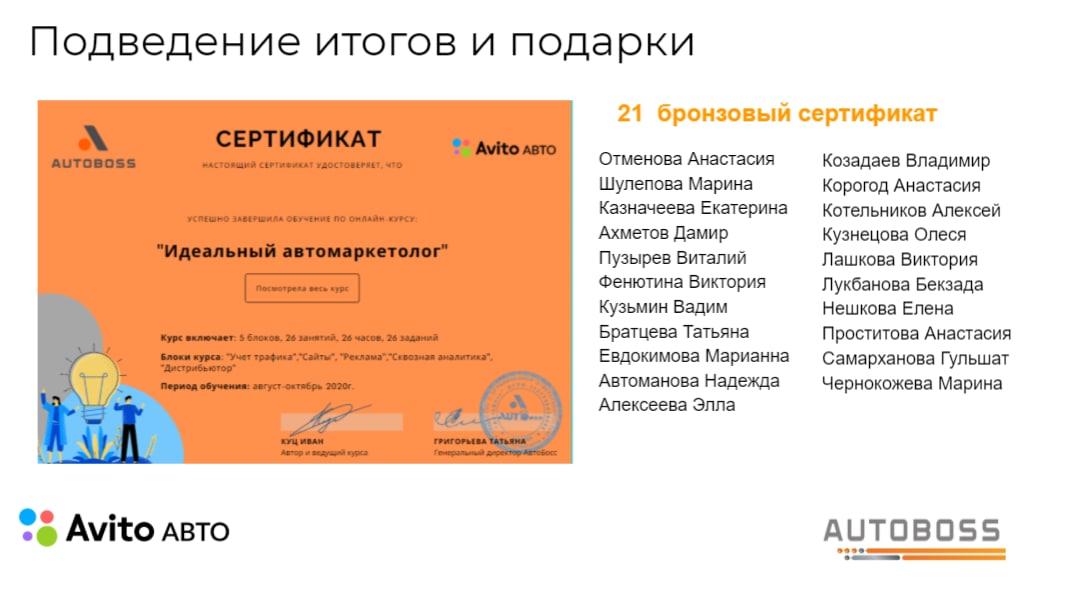 Подведение итогов и подарки
AUTOBOSS
СЕРТИФИКАТ
НАСТОЯЩИЙ СЕРТИФИКАТ УДОСТОВЕРЯЕТ, ЧТО
Avito АВТО
УСПЕШНО ЗАВЕРШИЛА ОБУЧЕНИЕ ПО ОНЛАЙН-КУРСУ:
"Идеальный автомаркетолог"
Посмотрела весь курс
Курс включает: 5 блоков, 26 занятий, 26 часов, 26 заданий
Блоки курса: "Учет трафика","Сайты", "Реклама","Сквозная аналитика",
"Дистрибьютор"
Период обучения: август-октябрь 2020г.
КУЦ ИВАН
Автор и ведущий курса
ГРИГОРЬЕВА ТАТЬЯНА
Генеральный директор АвтоБосс
21 бронзовый сертификат
Отменова Анастасия
Шулепова Марина
Казначеева Екатерина
Ахметов Дамир
Пузырев Виталий
Фенютина Виктория
Кузьмин Вадим
Братцева Татьяна
Евдокимова Марианна
Автоманова Надежда
Алексеева Элла
Козадаев Владимир
Корогод Анастасия
Котельников Алексей
Кузнецова Олеся
Лашкова Виктория
Лукбанова Бекзада
Нешкова Елена
Проститова Анастасия
Самарханова Гульшат
Чернокожева Марина
Avito АВТО
AUTOBOSS